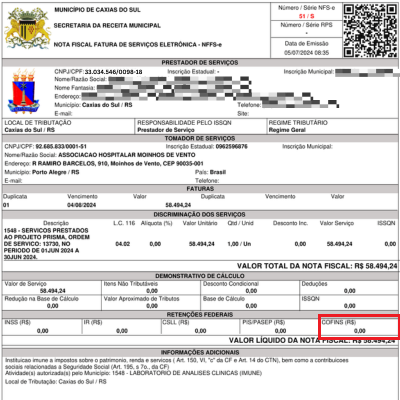 MUNICÍPIO DE CAXIAS DO SUL
SECRETARIA DA RECEITA MUNICIPAL
NOTA FISCAL FATURA DE SERVIÇOS ELETRÔNICA - NFFS-e
Número / Série NFS-e
51 / S
Número / Série RPS
-
Data de Emissão
05/07/2024 08:35
PRESTADOR DE SERVIÇOS
CNPJ/CPF: 33.034.546/0098-18 Inscrição Estadual: - Inscrição Municipal:
Nome/Razão Social:
Nome Fantasia:
Endereço:
Município: Caxias do Sul / RS Telefone:
E-mail: Site:
LOCAL DE TRIBUTAÇÃO RESPONSABILIDADE PELO ISSQN REGIME TRIBUTÁRIO
Caxias do Sul / RS Prestador de Serviço Regime Geral
TOMADOR DE SERVIÇOS
CNPJ/CPF: 92.685.833/0001-51 Inscrição Estadual: 0962596876
Nome/Razão Social: ASSOCIACAO HOSPITALAR MOINHOS DE VENTO
Endereço: R RAMIRO BARCELOS, 910, Moinhos de Vento, CEP 90035-001
Município: Porto Alegre / RS País: Brasil
E-mail: Telefone:
FATURAS
Duplicata Vencimento Valor Duplicata Vencimento Valor
01 04/08/2024 58.494,24
DISCRIMINAÇÃO DOS SERVIÇOS
Descrição L.C. 116 Alíquota (%) Valor Unitário Qtd / Unid Desconto Inc. Valor Serviço ISSQN
1548 - SERVIÇOS PRESTADOS
AO PROJETO PRISMA, ORDEM
DE SERVICO: 13730, NO
PERIODO DE 01JUN 2024 A
30JUN 2024.
04.02 0,00 58.494,24 1,00 / Un 0,00 58.494,24 0,00
VALOR TOTAL DA NOTA FISCAL: R$ 58.494,24
DEMONSTRATIVO DE CÁLCULO
Valor de Serviço Itens Não Tributáveis Desconto Condicional Deduções
58.494,24 0,00 0,00 0,00
Redução na Base de Cálculo Valor Aproximado de Tributos Base de Cálculo ISSQN
0,00 0,00 0,00 0,00
RETENÇÕES FEDERAIS
INSS (R$) IR (R$) CSLL (R$) PIS/PASEP (R$) COFINS (R$)
0,00 0,00 0,00 0,00 0,00
VALOR LÍQUIDO DA NOTA FISCAL: R$ 58.494,24
INFORMAÇÕES ADICIONAIS
Instituicao imune a impostos sobre o patrimonio, renda e servicos ( Art. 150, VI, "c" da CF e Art. 14 do CTN), bem como a contribuicoes
sociais relacionadas a Seguridade Social (Art. 195, s 7o., da CF)
Atividade(s) autorizada(s) pelo Município: 1548 - LABORATORIO DE ANALISES CLINICAS (IMUNE)
Local de Tributação: Caxias do Sul / RS